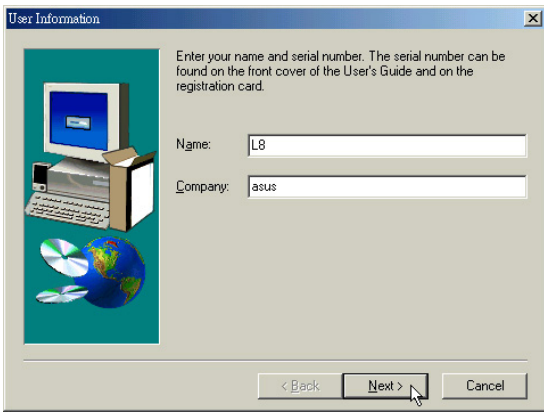 User Information
Enter your name and serial number. The serial number can be
found on the front cover of the User's Guide and on the
registration card.
Name: L8
Company: asus
< Back Next > Cancel